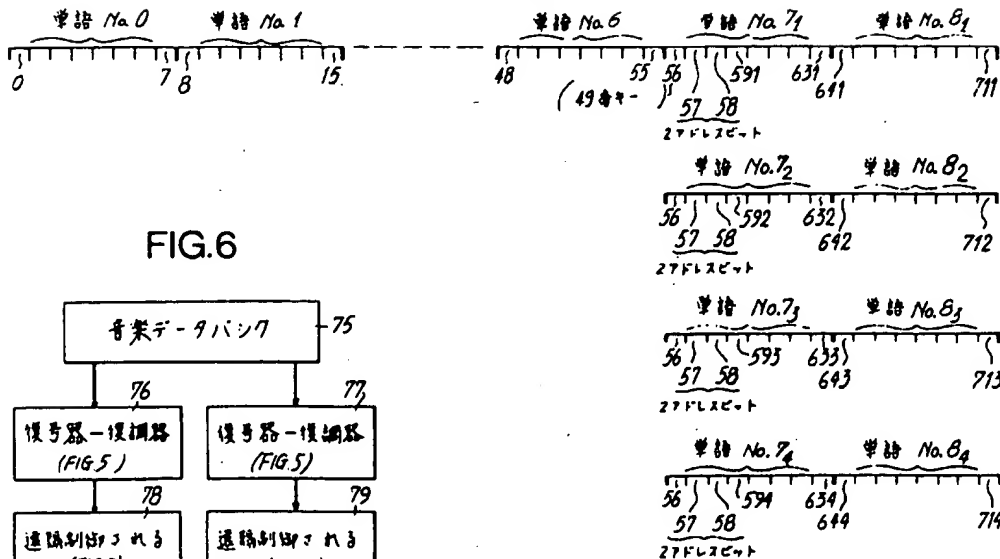 単語 No.0 単語 No.1 単語 No.6 単語 No.7₁ 単語 No.8₁
0 7 8 15 48 55 56 57 58 591 631 641 711
(49番キー)
2アドレスビット
単語 No.7₂ 単語 No.8₂
56 57 58 592 632 642 712
2アドレスビット
単語 No.7₃ 単語 No.8₃
56 57 58 593 633 643 713
2アドレスビット
単語 No.7₄ 単語 No.8₄
56 57 58 594 634 644 714
2アドレスビット
FIG.6
音楽データバンク 75
76 77
復号器-復調器 復号器-復調器
(FIG.5) (FIG.5)
78 79
遠隔制御される 遠隔制御される